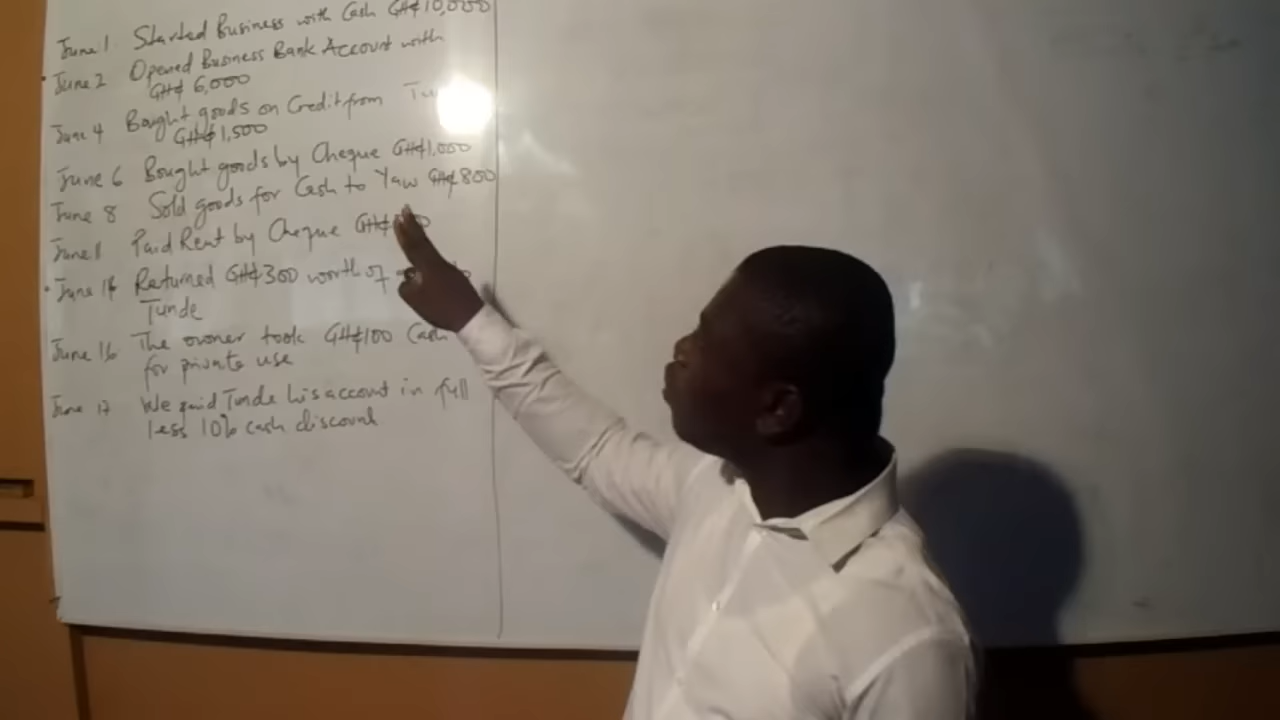 June 1 Started Business with Cash GH¢10,000
June 2 Opened Business Bank Account with
GH¢ 6,000
June 4 Bought goods on Credit from
GH¢1,500
June 6 Bought goods by Cheque GH¢1,000
June 8 Sold goods for Cash to Yaw GH¢800
June 11 Paid Rent by Cheque GH¢
June Returned GH¢300 worth of
Tunde
June 16 The owner took GH¢100 Cash
for private use
June 17 We paid Tunde his account in full
less 10% cash discount